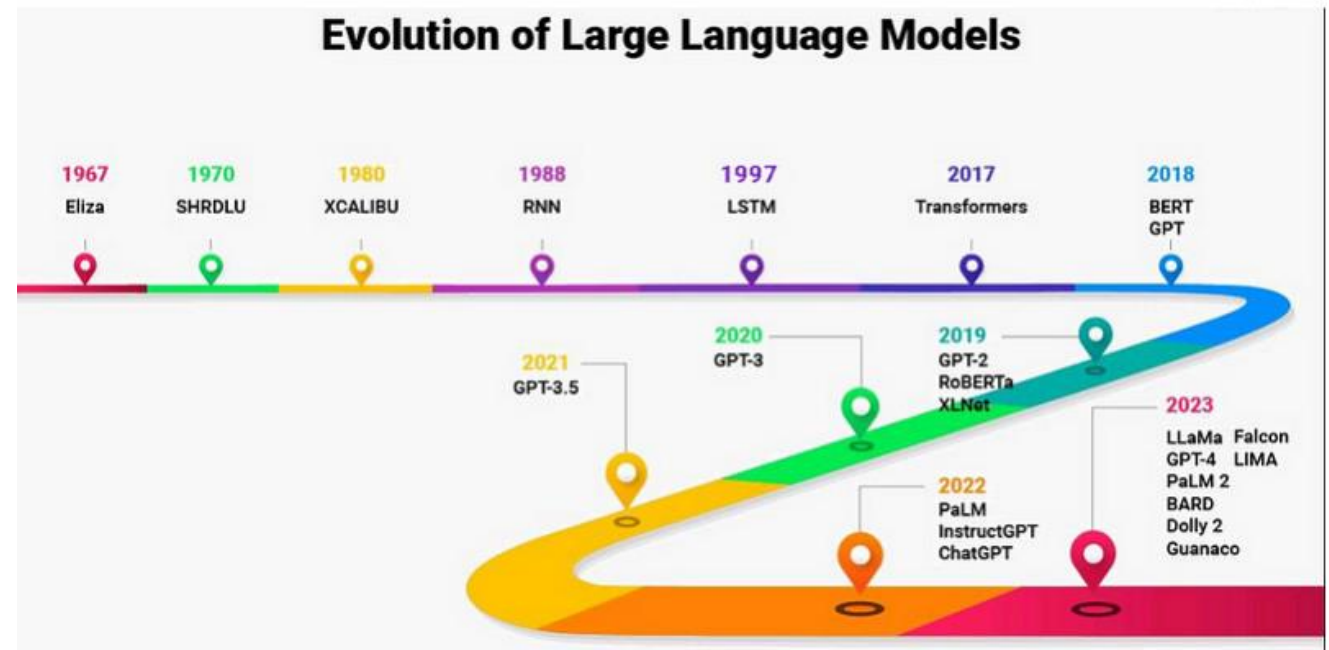 Evolution of Large Language Models
1967
Eliza
1970
SHRDLU
1980
XCALIBU
1988
RNN
1997
LSTM
2017
Transformers
2018
BERT
GPT
2019
GPT-2
RoBERTa
XLNet
2020
GPT-3
2021
GPT-3.5
2022
PaLM
InstructGPT
ChatGPT
2023
LLaMa Falcon
GPT-4 LIMA
PaLM 2
BARD
Dolly 2
Guanaco